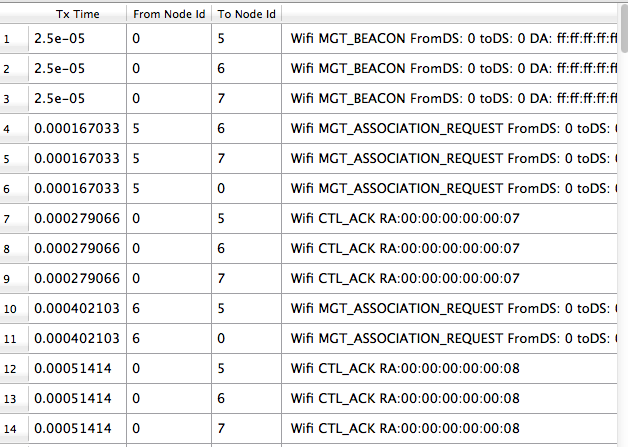 Tx Time From Node Id To Node Id
1 2.5e-05 0 5 Wifi MGT_BEACON FromDS: 0 toDS: 0 DA: ff:ff:ff:ff:ff
2 2.5e-05 0 6 Wifi MGT_BEACON FromDS: 0 toDS: 0 DA: ff:ff:ff:ff:ff
3 2.5e-05 0 7 Wifi MGT_BEACON FromDS: 0 toDS: 0 DA: ff:ff:ff:ff:ff
4 0.000167033 5 6 Wifi MGT_ASSOCIATION_REQUEST FromDS: 0 toDS: 0
5 0.000167033 5 7 Wifi MGT_ASSOCIATION_REQUEST FromDS: 0 toDS: 0
6 0.000167033 5 0 Wifi MGT_ASSOCIATION_REQUEST FromDS: 0 toDS: 0
7 0.000279066 0 5 Wifi CTL_ACK RA:00:00:00:00:00:07
8 0.000279066 0 6 Wifi CTL_ACK RA:00:00:00:00:00:07
9 0.000279066 0 7 Wifi CTL_ACK RA:00:00:00:00:00:07
10 0.000402103 6 5 Wifi MGT_ASSOCIATION_REQUEST FromDS: 0 toDS: 0
11 0.000402103 6 0 Wifi MGT_ASSOCIATION_REQUEST FromDS: 0 toDS: 0
12 0.00051414 0 5 Wifi CTL_ACK RA:00:00:00:00:00:08
13 0.00051414 0 6 Wifi CTL_ACK RA:00:00:00:00:00:08
14 0.00051414 0 7 Wifi CTL_ACK RA:00:00:00:00:00:08